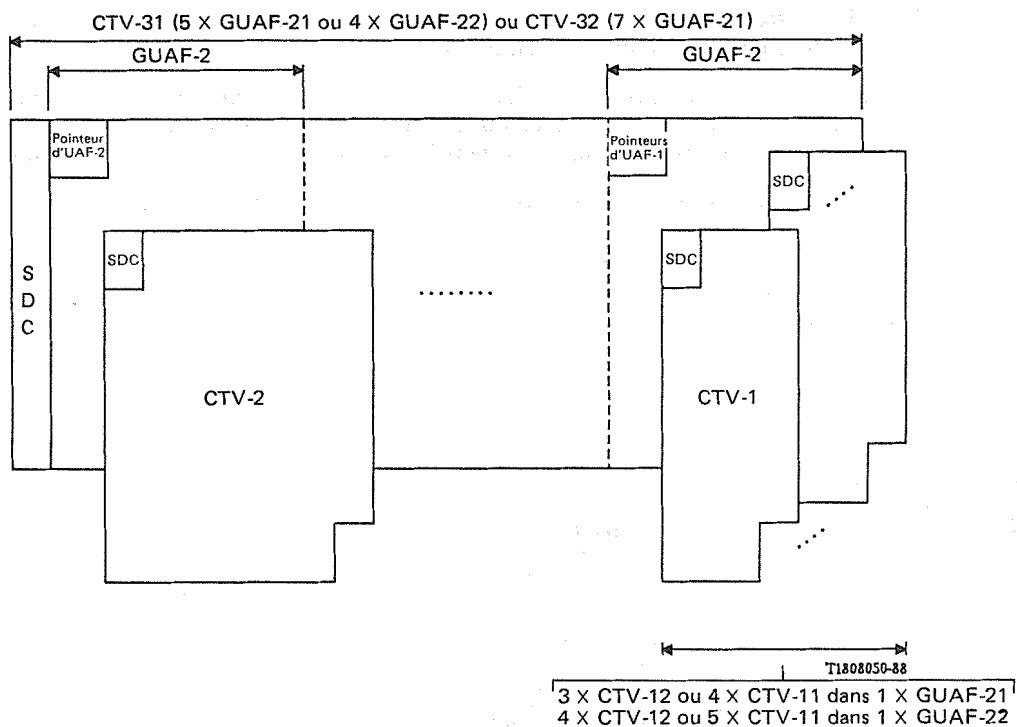 CTV-31 (5 X GUAF-21 ou 4 X GUAF-22) ou CTV-32 (7 X GUAF-21)
GUAF-2
GUAF-2
Pointeur
d'UAF-2
Pointeurs
d'UAF-1
SDC
SDC
SDC
S
D
C
CTV-2
CTV-1
T1808050-88
3 X CTV-12 ou 4 X CTV-11 dans 1 X GUAF-21
4 X CTV-12 ou 5 X CTV-11 dans 1 X GUAF-22